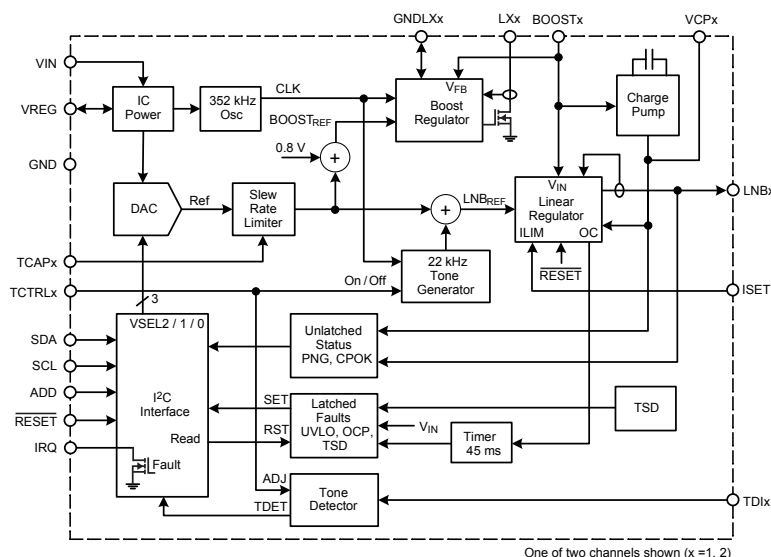 GNDLXx
LXx
BOOSTx
VCPx
VIN
VREG
GND
TCAPx
TCTRLx
SDA
SCL
ADD
RESET
IRQ
IC
Power
352 kHz
Osc
CLK
BOOSTREF
0.8 V
+
VFB
Boost
Regulator
Charge
Pump
DAC
Ref
Slew
Rate
Limiter
+
LNBREF
VIN
Linear
Regulator
ILIM
OC
RESET
LNBx
ISET
22 kHz
Tone
Generator
On / Off
3
VSEL2 / 1 / 0
I2C
Interface
Read
Fault
Unlatched
Status
PNG, CPOK
SET
RST
Latched
Faults
UVLO, OCP,
TSD
VIN
Timer
45 ms
TSD
ADJ
TDET
Tone
Detector
TDIx
One of two channels shown (x =1, 2)